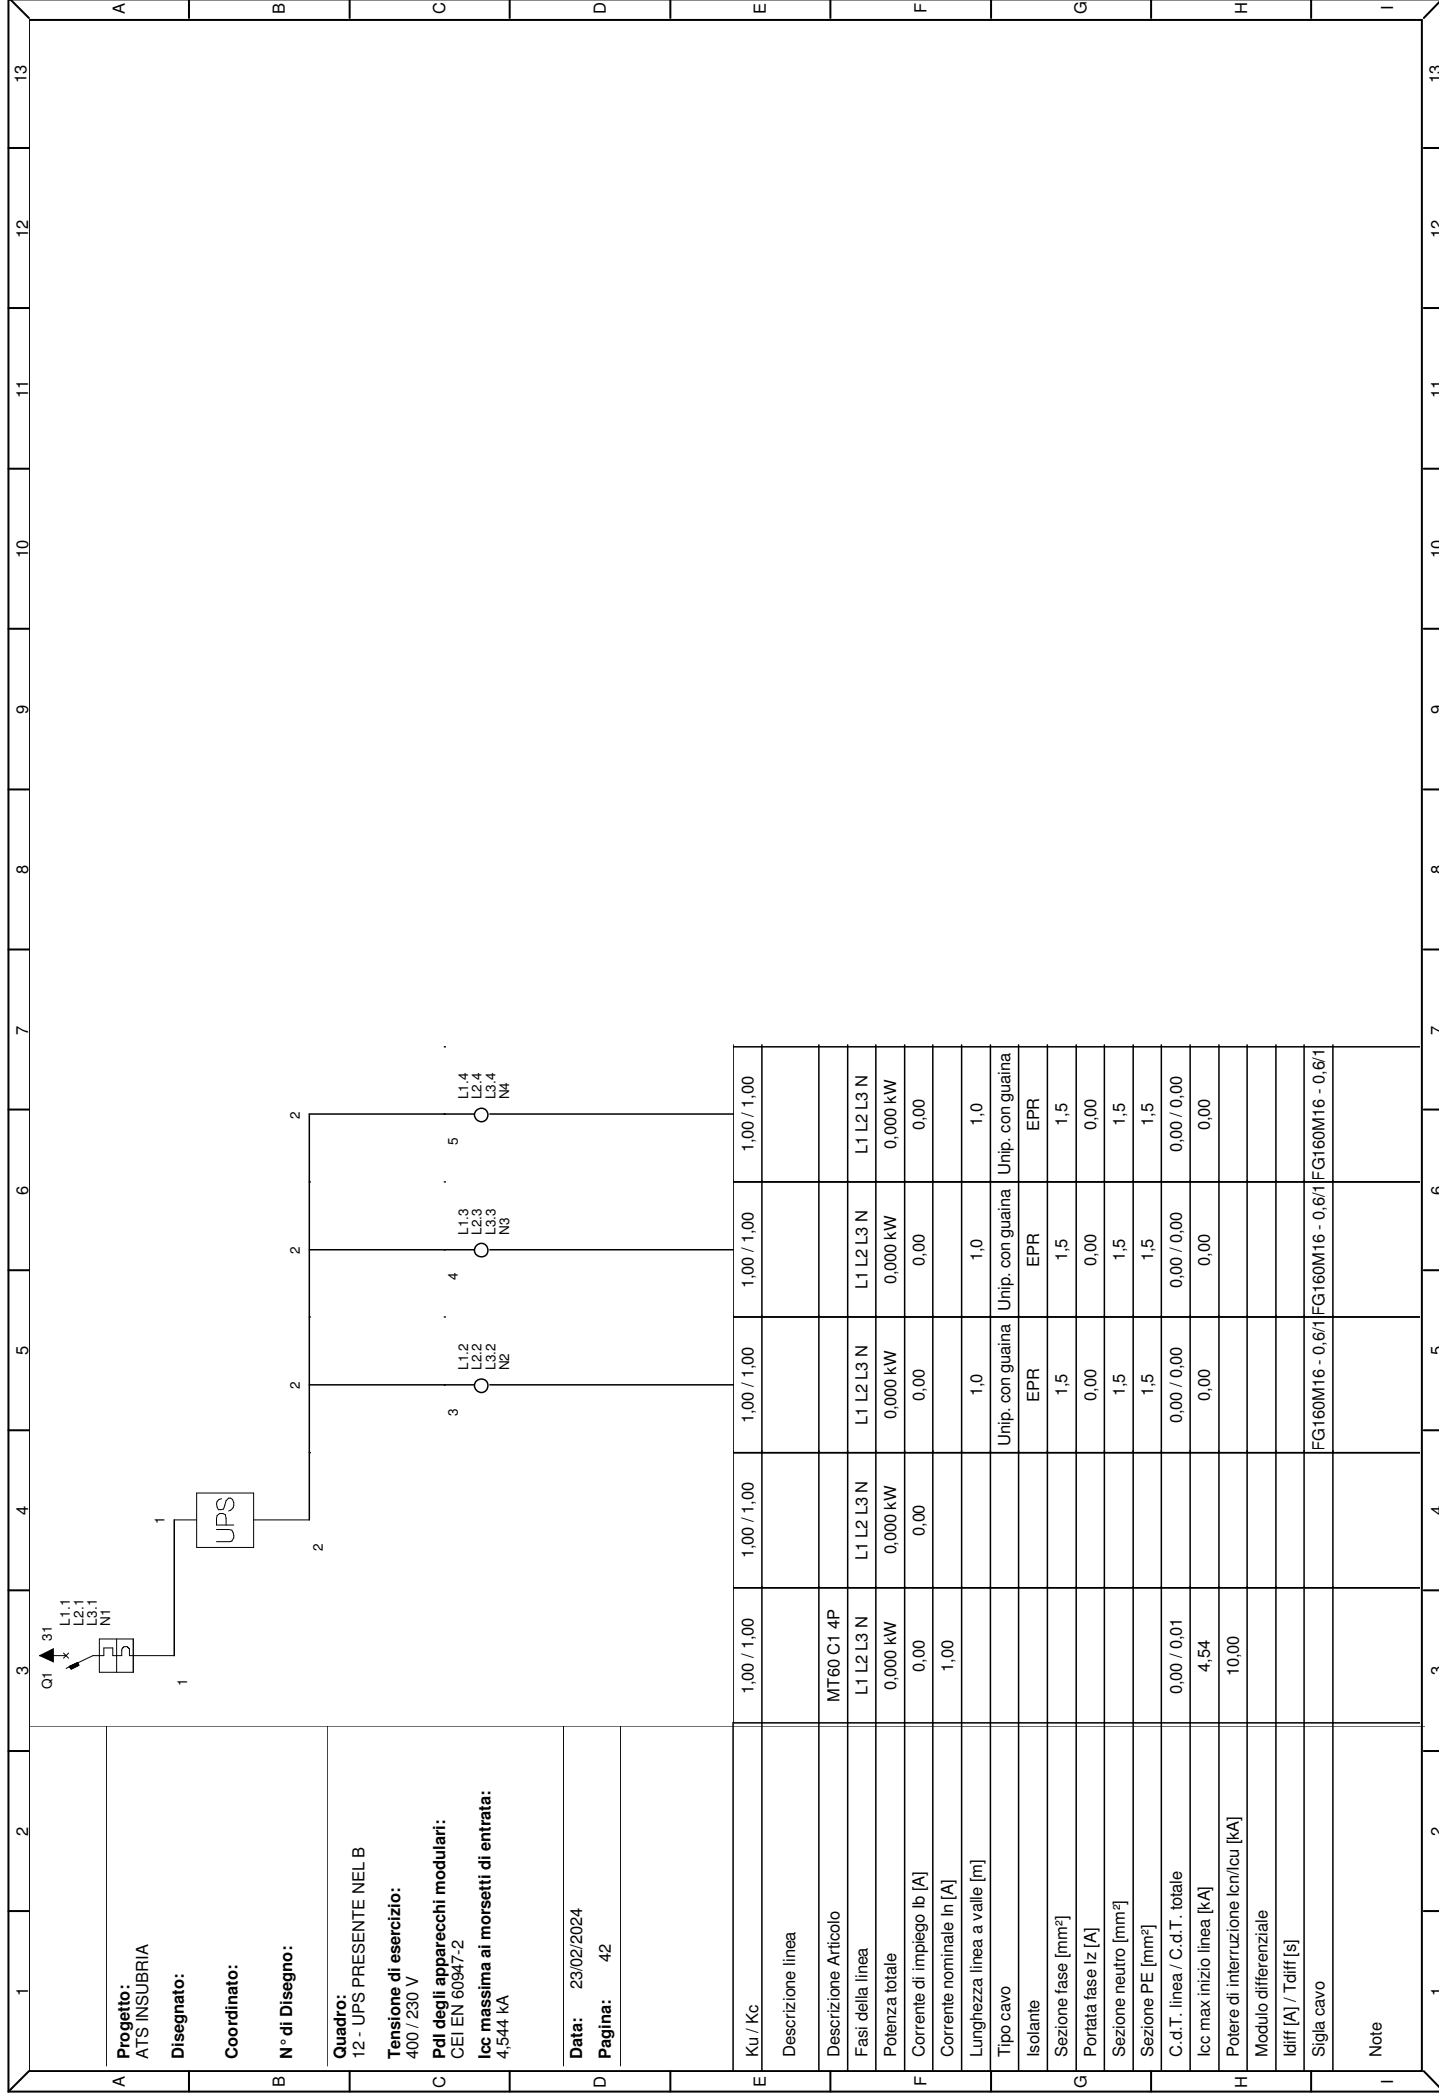 1 2 3 4 5 6 7 8 9 10 11 12 13
A
B
C
D
E
F
G
H
I
Progetto:
ATS INSUBRIA
Disegnato:
Coordinato:
N° di Disegno:
Quadro:
12 - UPS PRESENTE NEL B
Tensione di esercizio:
400 / 230 V
PdI degli apparecchi modulari:
CEI EN 60947-2
Icc massima ai morsetti di entrata:
4,544 kA
Data: 23/02/2024
Pagina: 42
Q1 31
L1.1
L2.1
L3.1
N1
1
1
UPS
2
2 2 2
3
L1.2
L2.2
L3.2
N2
4
L1.3
L2.3
L3.3
N3
5
L1.4
L2.4
L3.4
N4
Ku / Kc 1,00 / 1,00 1,00 / 1,00 1,00 / 1,00 1,00 / 1,00 1,00 / 1,00
Descrizione linea
Descrizione Articolo MT60 C1 4P
Fasi della linea L1 L2 L3 N L1 L2 L3 N L1 L2 L3 N L1 L2 L3 N L1 L2 L3 N
Potenza totale 0,000 kW 0,000 kW 0,000 kW 0,000 kW 0,000 kW
Corrente di impiego Ib [A] 0,00 0,00 0,00 0,00 0,00
Corrente nominale In [A] 1,00
Lunghezza linea a valle [m] 1,0 1,0 1,0
Tipo cavo Unip. con guaina Unip. con guaina Unip. con guaina
Isolante EPR EPR EPR
Sezione fase [mm²] 1,5 1,5 1,5
Portata fase Iz [A] 0,00 0,00 0,00
Sezione neutro [mm²] 1,5 1,5 1,5
Sezione PE [mm²] 1,5 1,5 1,5
C.d.T. linea / C.d.T. totale 0,00 / 0,01 0,00 / 0,00 0,00 / 0,00 0,00 / 0,00
Icc max inizio linea [kA] 4,54 0,00 0,00 0,00
Potere di interruzione Icn/Icu [kA] 10,00
Modulo differenziale
Idiff [A] / Tdiff [s]
Sigla cavo FG160M16 - 0,6/1 FG160M16 - 0,6/1 FG160M16 - 0,6/1
Note
A
B
C
D
E
F
G
H
I
1 2 3 4 5 6 7 8 9 10 11 12 13